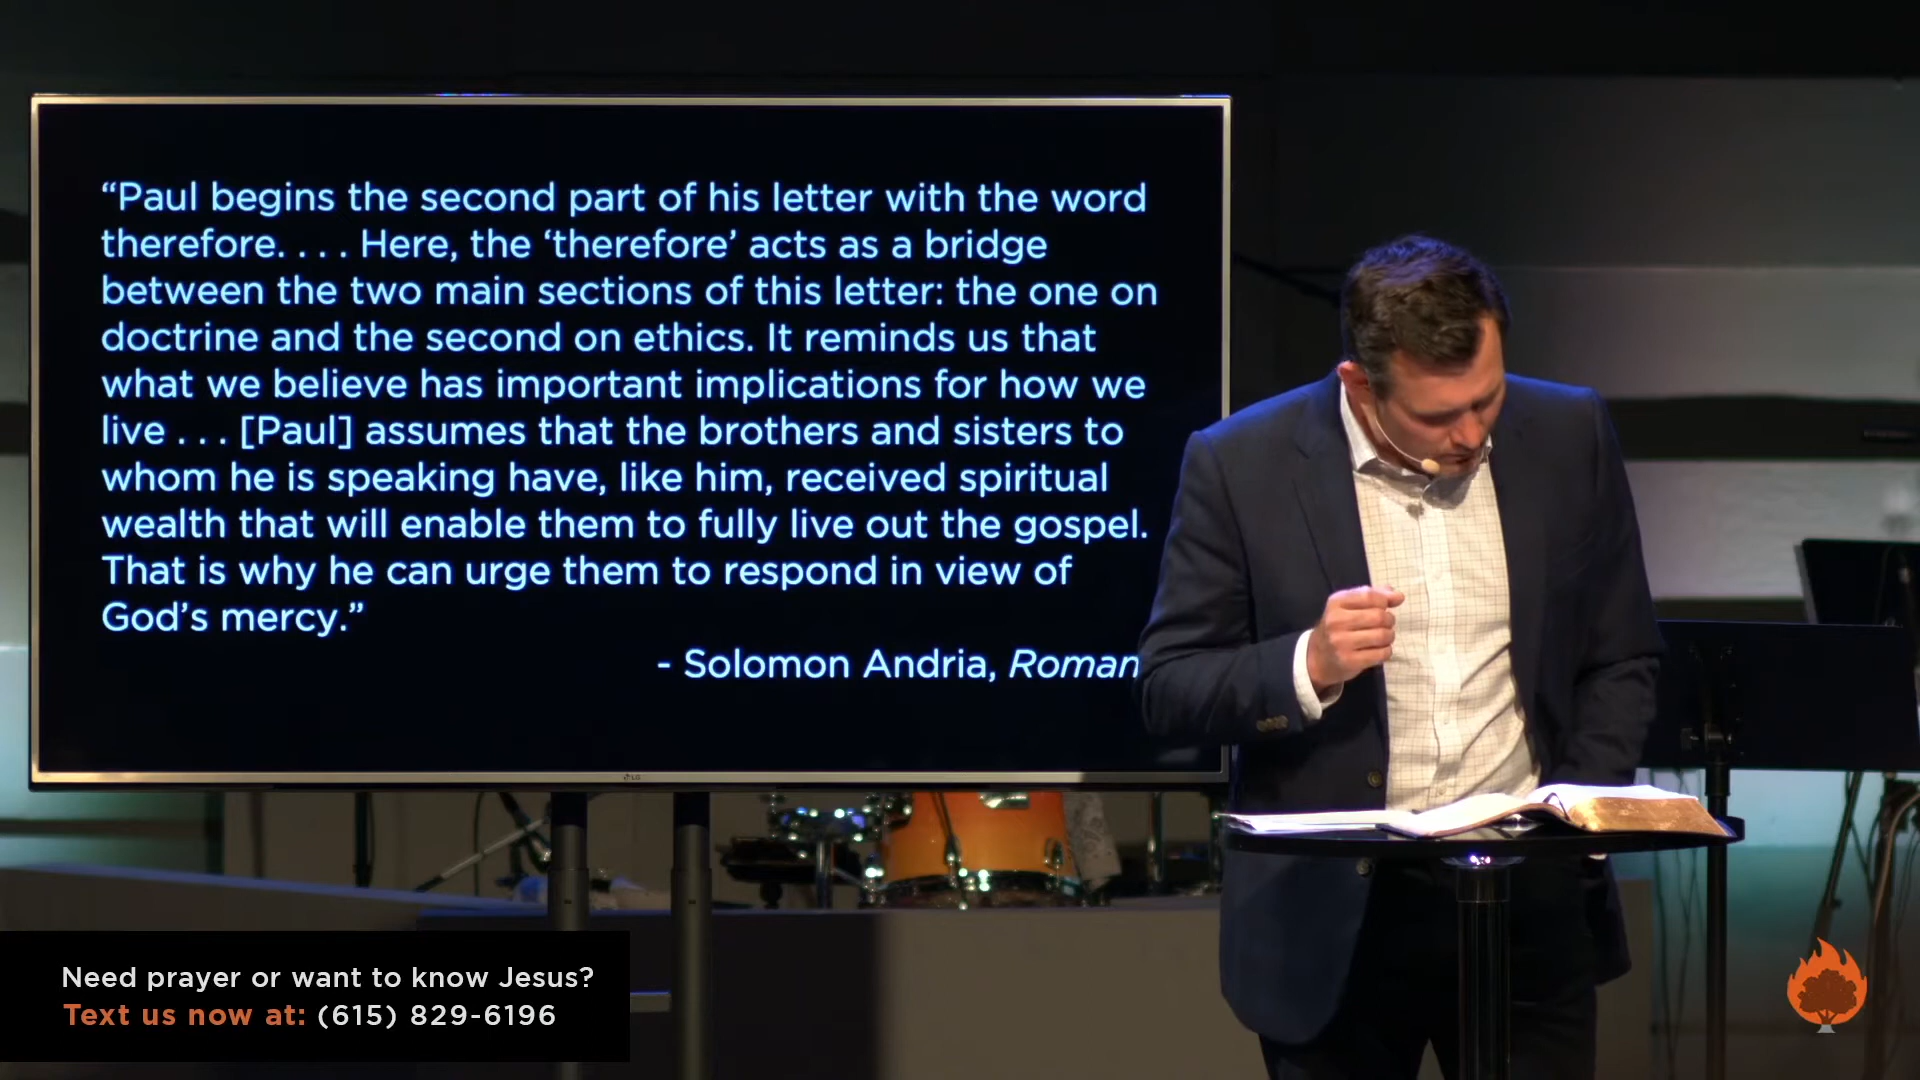 “Paul begins the second part of his letter with the word
therefore. . . . Here, the ‘therefore’ acts as a bridge
between the two main sections of this letter: the one on
doctrine and the second on ethics. It reminds us that
what we believe has important implications for how we
live . . . [Paul] assumes that the brothers and sisters to
whom he is speaking have, like him, received spiritual
wealth that will enable them to fully live out the gospel.
That is why he can urge them to respond in view of
God’s mercy.”
- Solomon Andria, Roman
LG
Need prayer or want to know Jesus?
Text us now at: (615) 829-6196